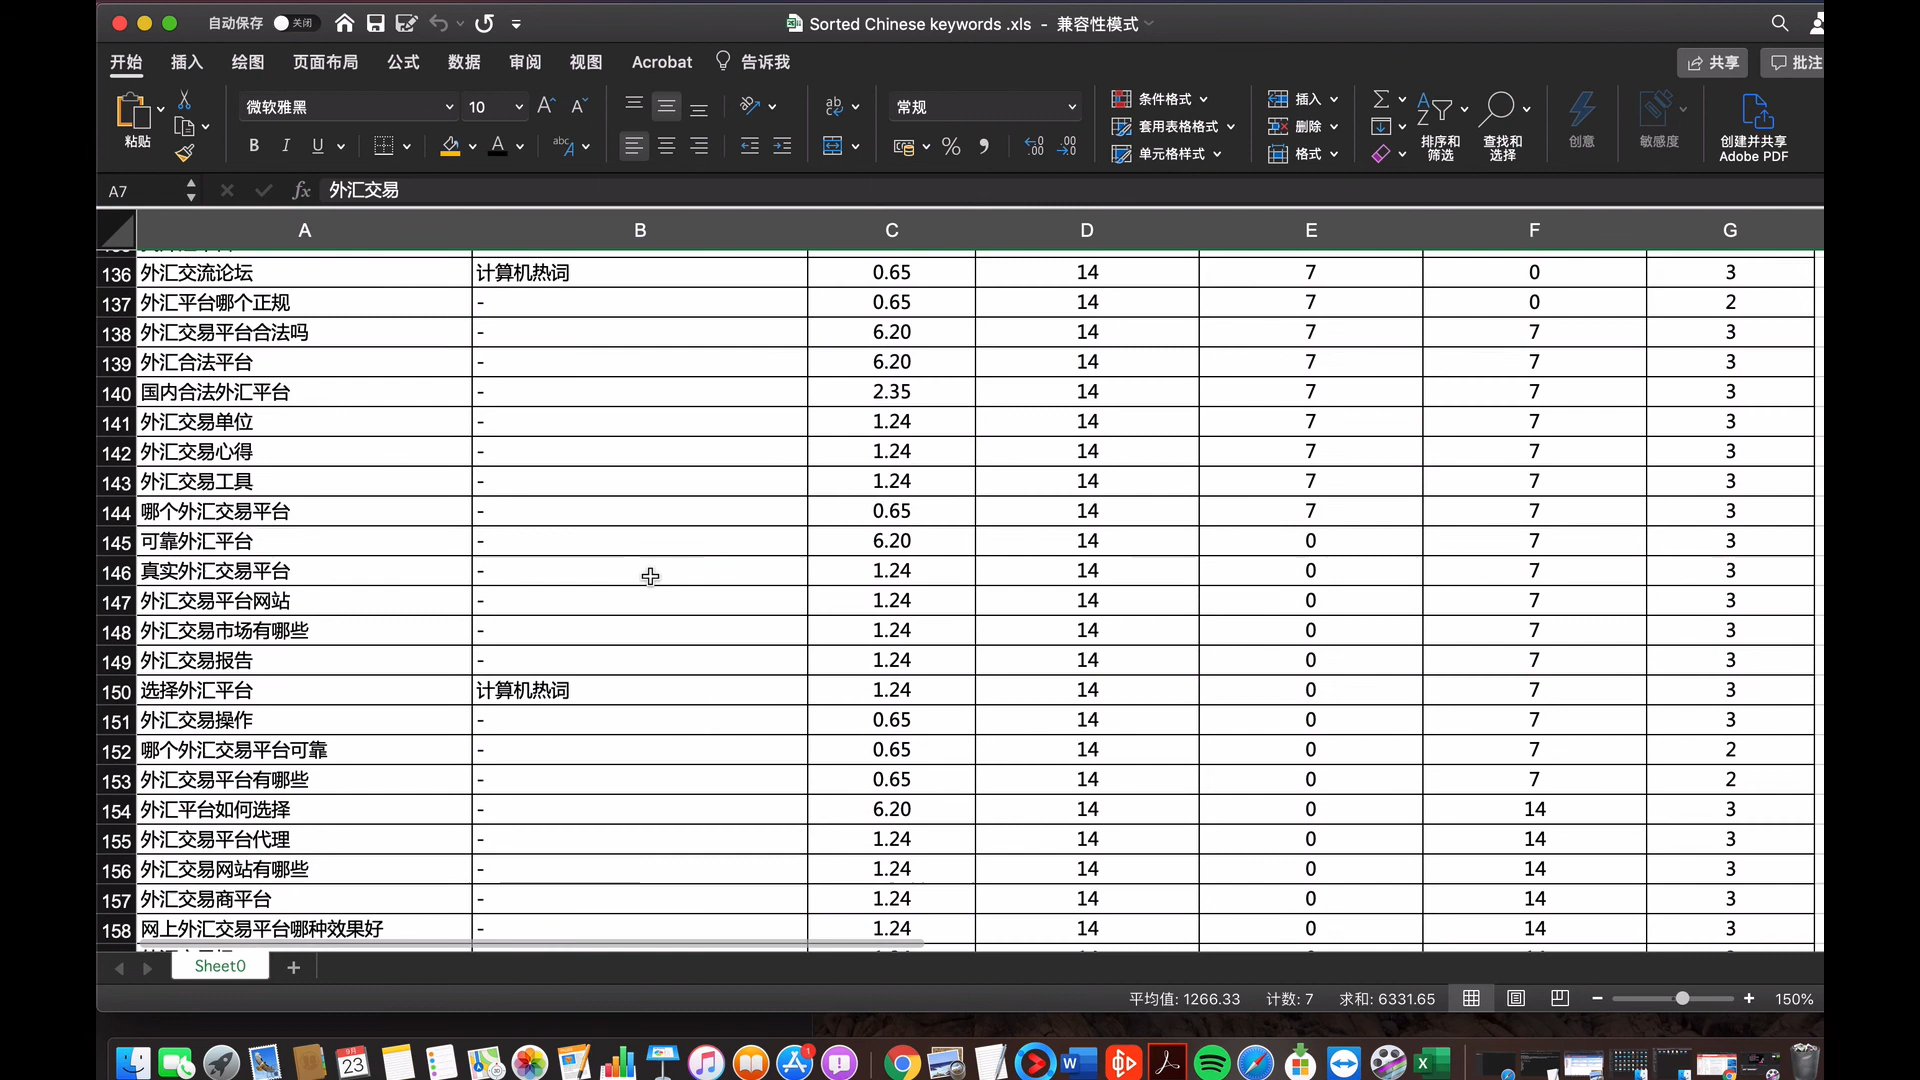 自动保存 关闭 Sorted Chinese keywords .xls - 兼容性模式
开始 插入 绘图 页面布局 公式 数据 审阅 视图 Acrobat 告诉我 共享 批注
粘贴 微软雅黑 10 常规 条件格式 套用表格格式 单元格样式 插入 删除 格式 排序和筛选 查找和选择 创意 敏感度 创建并共享 Adobe PDF
A7 fx 外汇交易
A B C D E F G
136 外汇交流论坛 计算机热词 0.65 14 7 0 3
137 外汇平台哪个正规 - 0.65 14 7 0 2
138 外汇交易平台合法吗 - 6.20 14 7 7 3
139 外汇合法平台 - 6.20 14 7 7 3
140 国内合法外汇平台 - 2.35 14 7 7 3
141 外汇交易单位 - 1.24 14 7 7 3
142 外汇交易心得 - 1.24 14 7 7 3
143 外汇交易工具 - 1.24 14 7 7 3
144 哪个外汇交易平台 - 0.65 14 7 7 3
145 可靠外汇平台 - 6.20 14 0 7 3
146 真实外汇交易平台 - 1.24 14 0 7 3
147 外汇交易平台网站 - 1.24 14 0 7 3
148 外汇交易市场有哪些 - 1.24 14 0 7 3
149 外汇交易报告 - 1.24 14 0 7 3
150 选择外汇平台 计算机热词 1.24 14 0 7 3
151 外汇交易操作 - 0.65 14 0 7 3
152 哪个外汇交易平台可靠 - 0.65 14 0 7 2
153 外汇交易平台有哪些 - 0.65 14 0 7 2
154 外汇平台如何选择 - 6.20 14 0 14 3
155 外汇交易平台代理 - 1.24 14 0 14 3
156 外汇交易网站有哪些 - 1.24 14 0 14 3
157 外汇交易商平台 - 1.24 14 0 14 3
158 网上外汇交易平台哪种效果好 - 1.24 14 0 14 3
Sheet0
平均值: 1266.33 计数: 7 求和: 6331.65 150%
9月
23